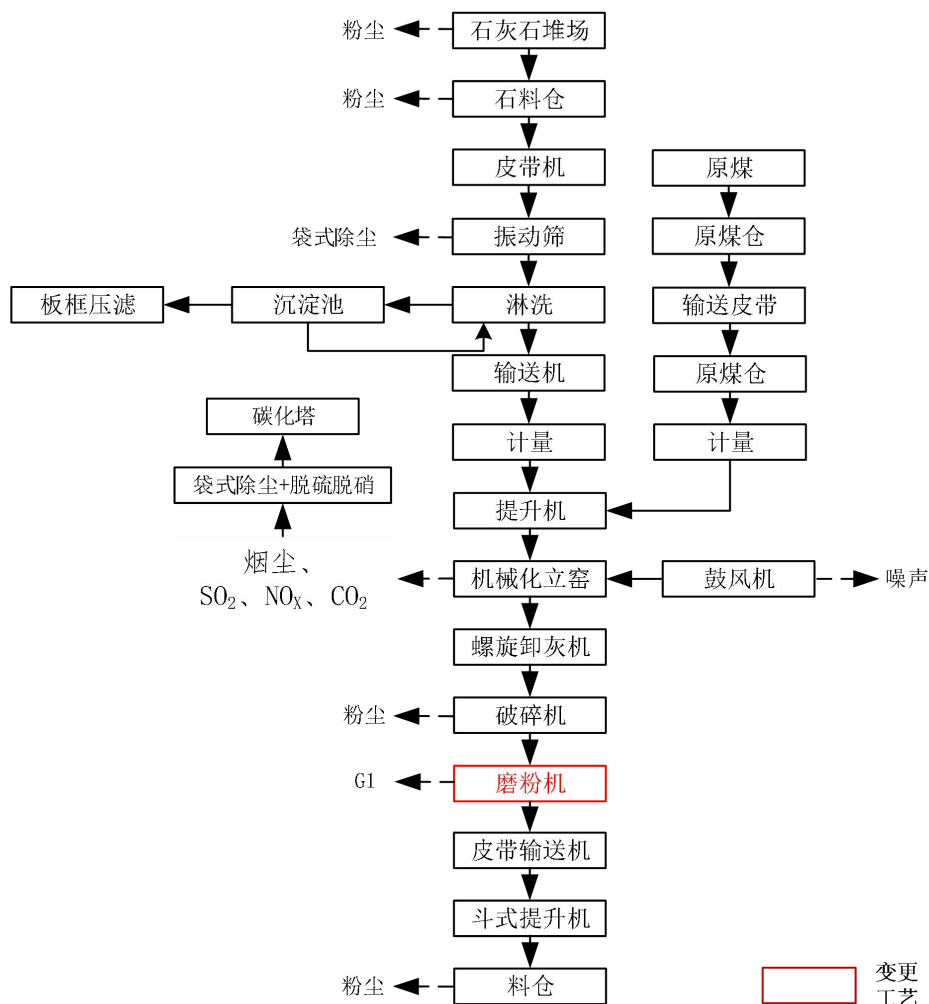 粉尘
石灰石堆场
粉尘
石料仓
皮带机
原煤
袋式除尘
振动筛
原煤仓
板框压滤
沉淀池
淋洗
输送皮带
输送机
原煤仓
碳化塔
计量
计量
袋式除尘+脱硫脱硝
提升机
烟尘、
SO₂、NOₓ、CO₂
机械化立窑
鼓风机
噪声
螺旋卸灰机
粉尘
破碎机
G1
磨粉机
皮带输送机
斗式提升机
粉尘
料仓
变更
工艺